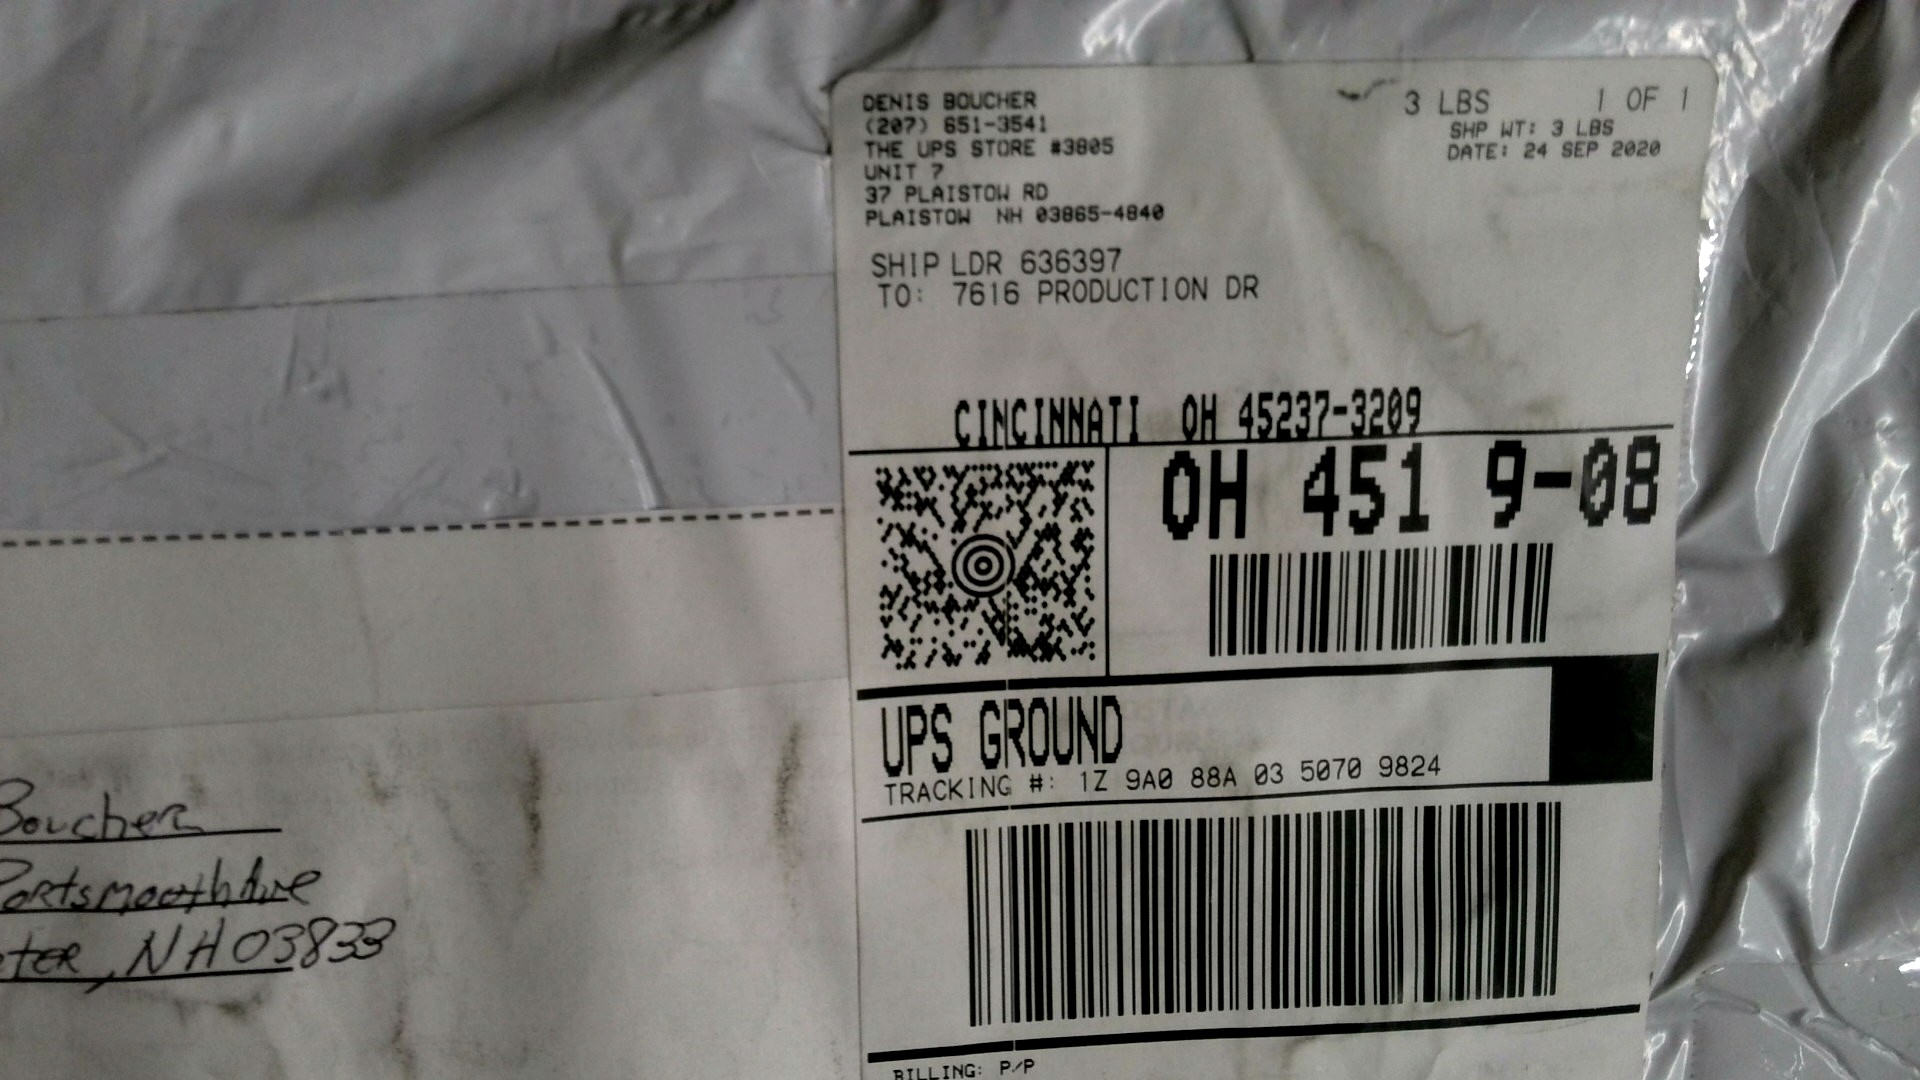 DENIS BOUCHER
(207) 651-3541
THE UPS STORE #3805
UNIT 7
37 PLAISTOW RD
PLAISTOW NH 03865-4840
3 LBS 1 OF 1
SHP WT: 3 LBS
DATE: 24 SEP 2020
SHIP LDR 636397
TO: 7616 PRODUCTION DR
CINCINNATI OH 45237-3209
OH 451 9-08
UPS GROUND
TRACKING #: 1Z 9A0 88A 03 5070 9824
BILLING: P/P
Boucher
Portsmouth Ave
eter, NH 03833